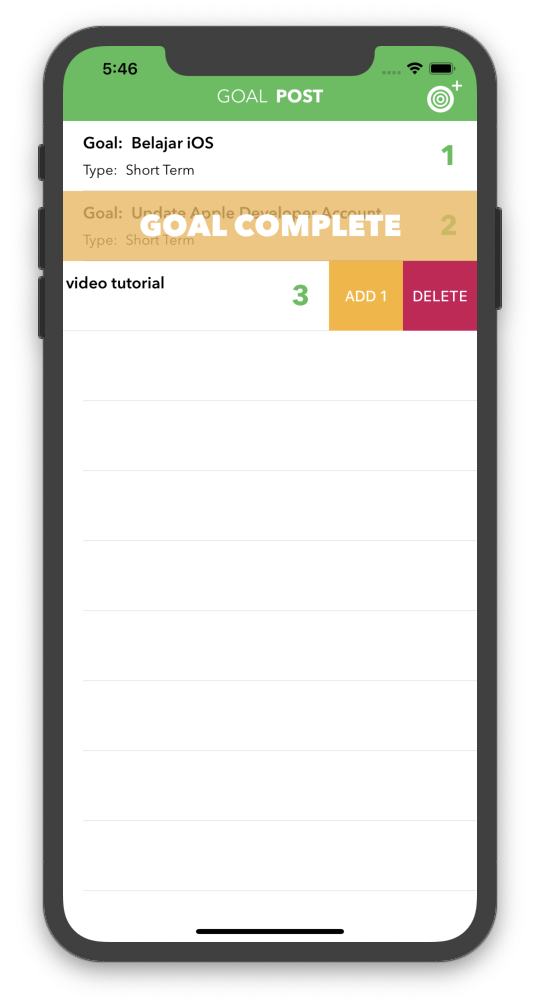 5:46
GOAL POST
Goal: Belajar iOS
1
Type: Short Term
Goal: Update Apple Developer Account
GOAL COMPLETE
2
Type: Short Term
video tutorial
3
ADD 1
DELETE